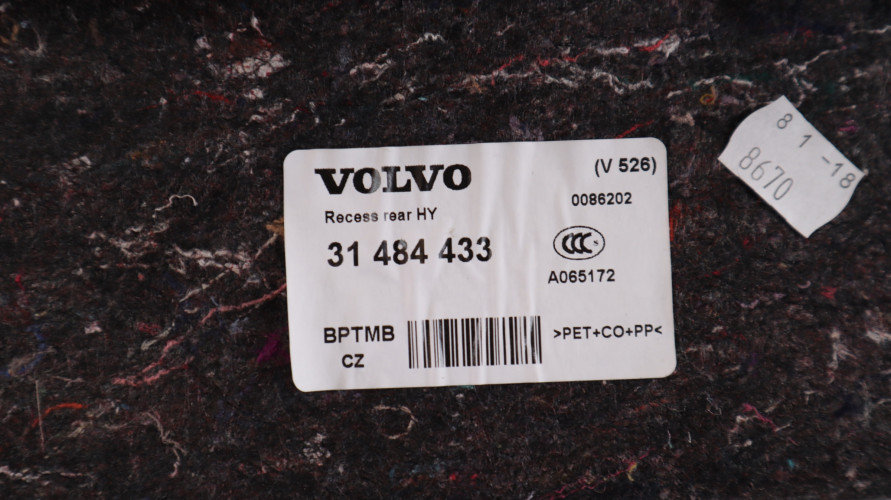 VOLVO
(V 526)
Recess rear HY
0086202
31 484 433
CCC S
A065172
BPTMB
CZ
>PET+CO+PP<
8 1 -18
8670